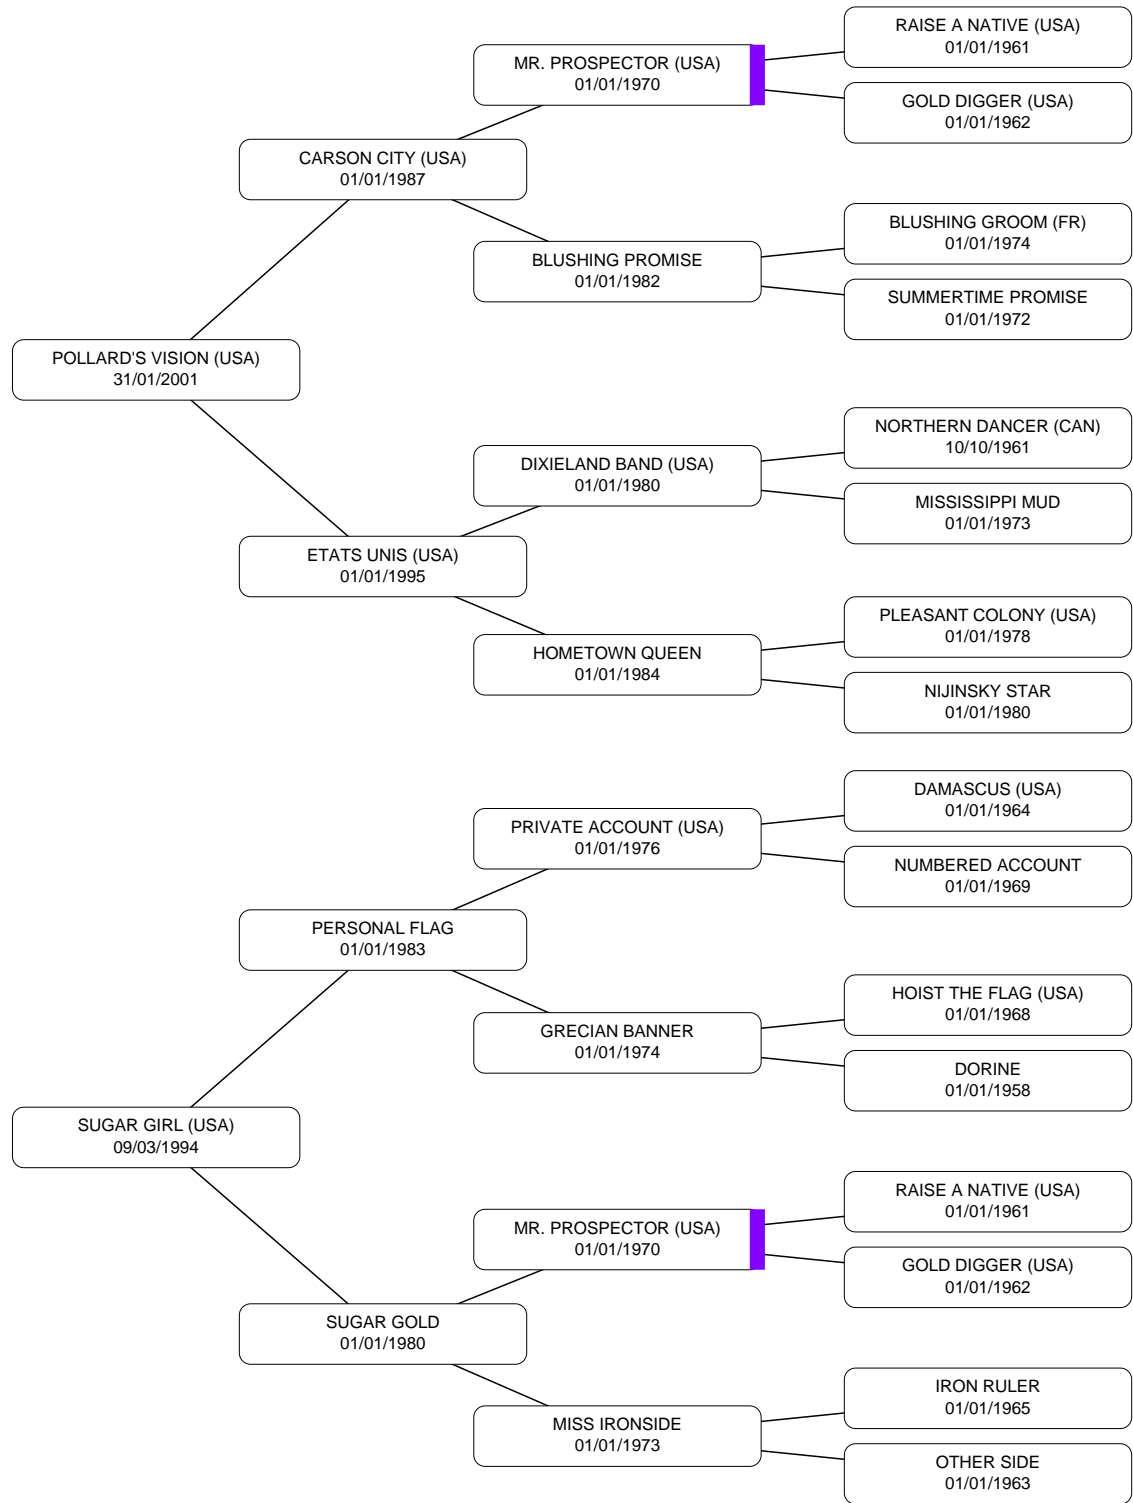 RAISE A NATIVE (USA)
01/01/1961
MR. PROSPECTOR (USA)
01/01/1970
GOLD DIGGER (USA)
01/01/1962
CARSON CITY (USA)
01/01/1987
BLUSHING GROOM (FR)
01/01/1974
BLUSHING PROMISE
01/01/1982
SUMMERTIME PROMISE
01/01/1972
POLLARD'S VISION (USA)
31/01/2001
NORTHERN DANCER (CAN)
10/10/1961
DIXIELAND BAND (USA)
01/01/1980
MISSISSIPPI MUD
01/01/1973
ETATS UNIS (USA)
01/01/1995
PLEASANT COLONY (USA)
01/01/1978
HOMETOWN QUEEN
01/01/1984
NIJINSKY STAR
01/01/1980
DAMASCUS (USA)
01/01/1964
PRIVATE ACCOUNT (USA)
01/01/1976
NUMBERED ACCOUNT
01/01/1969
PERSONAL FLAG
01/01/1983
HOIST THE FLAG (USA)
01/01/1968
GRECIAN BANNER
01/01/1974
DORINE
01/01/1958
SUGAR GIRL (USA)
09/03/1994
RAISE A NATIVE (USA)
01/01/1961
MR. PROSPECTOR (USA)
01/01/1970
GOLD DIGGER (USA)
01/01/1962
SUGAR GOLD
01/01/1980
IRON RULER
01/01/1965
MISS IRONSIDE
01/01/1973
OTHER SIDE
01/01/1963